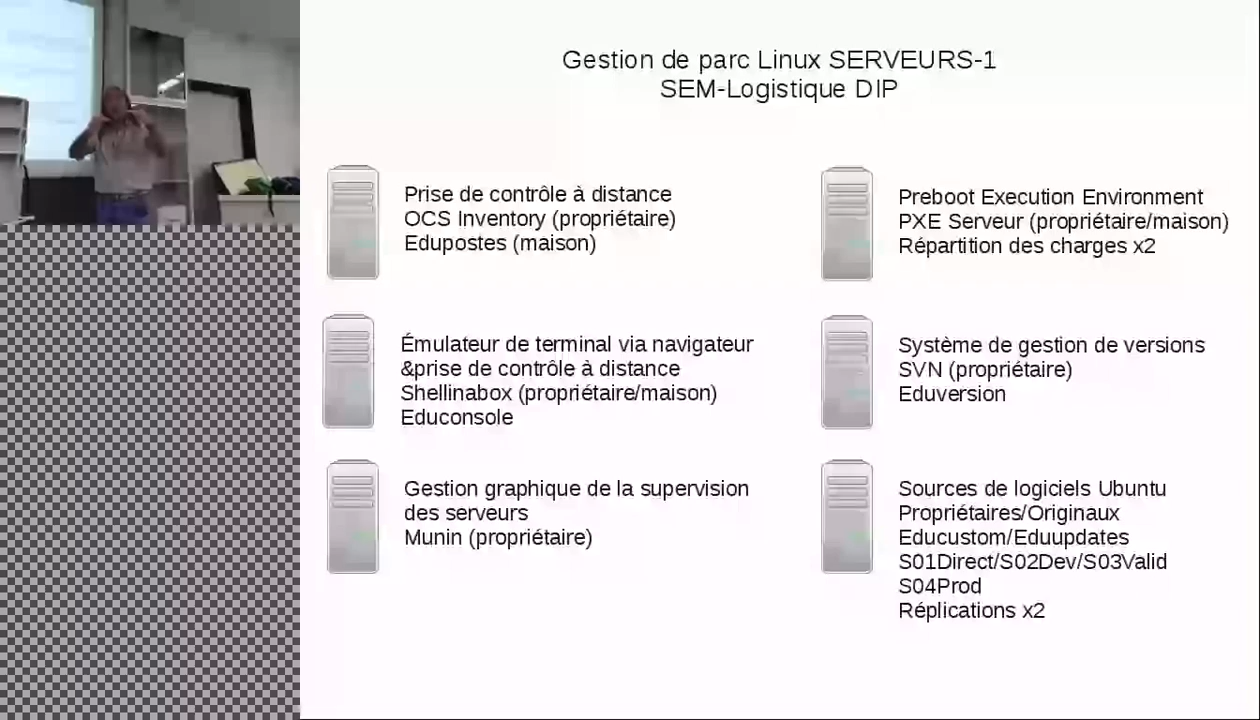 Gestion de parc Linux SERVEURS-1
SEM-Logistique DIP
Prise de contrôle à distance
OCS Inventory (propriétaire)
Edupostes (maison)
Émulateur de terminal via navigateur
&prise de contrôle à distance
Shellinabox (propriétaire/maison)
Educonsole
Gestion graphique de la supervision
des serveurs
Munin (propriétaire)
Preboot Execution Environment
PXE Serveur (propriétaire/maison)
Répartition des charges x2
Système de gestion de versions
SVN (propriétaire)
Eduversion
Sources de logiciels Ubuntu
Propriétaires/Originaux
Educustom/Eduupdates
S01Direct/S02Dev/S03Valid
S04Prod
Réplications x2